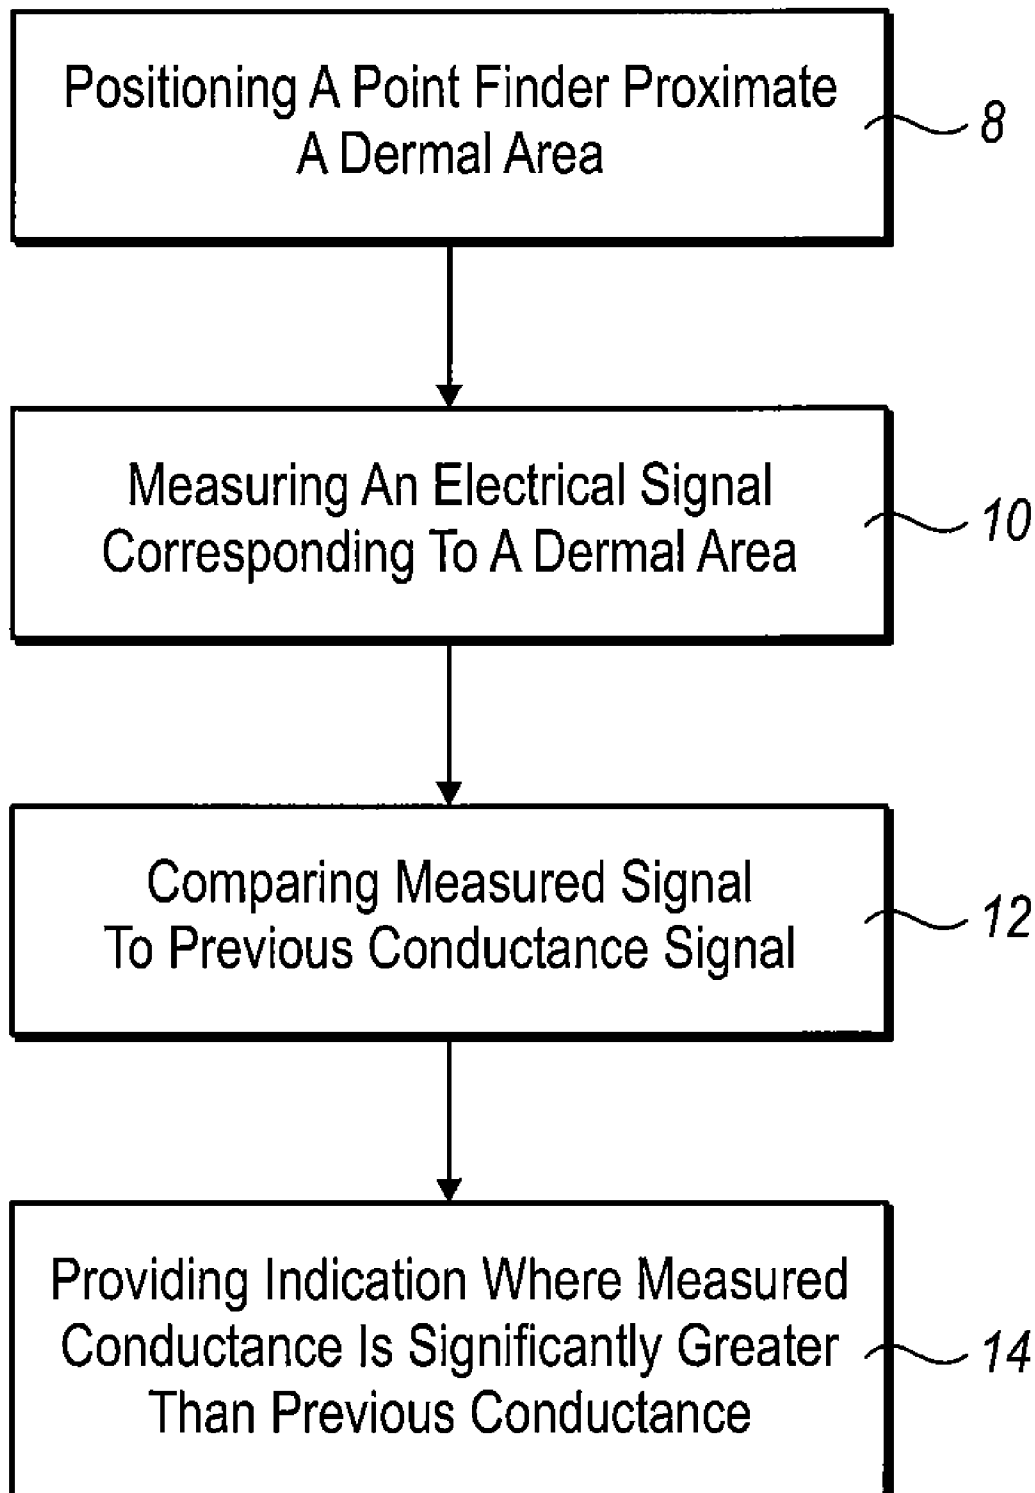 Positioning A Point Finder Proximate
A Dermal Area
8
Measuring An Electrical Signal
Corresponding To A Dermal Area
10
Comparing Measured Signal
To Previous Conductance Signal
12
Providing Indication Where Measured
Conductance Is Significantly Greater
Than Previous Conductance
14